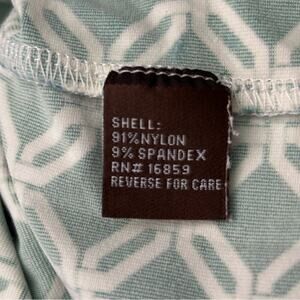 SHELL:
91%NYLON
9% SPANDEX
RN# 16859
REVERSE FOR CARE